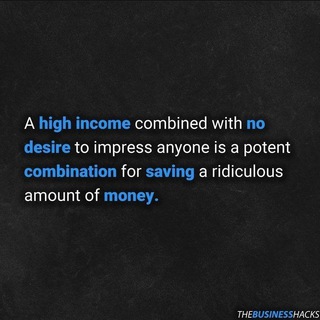 A high income combined with no
desire to impress anyone is a potent
combination for saving a ridiculous
amount of money.
THEBUSINESSHACKS